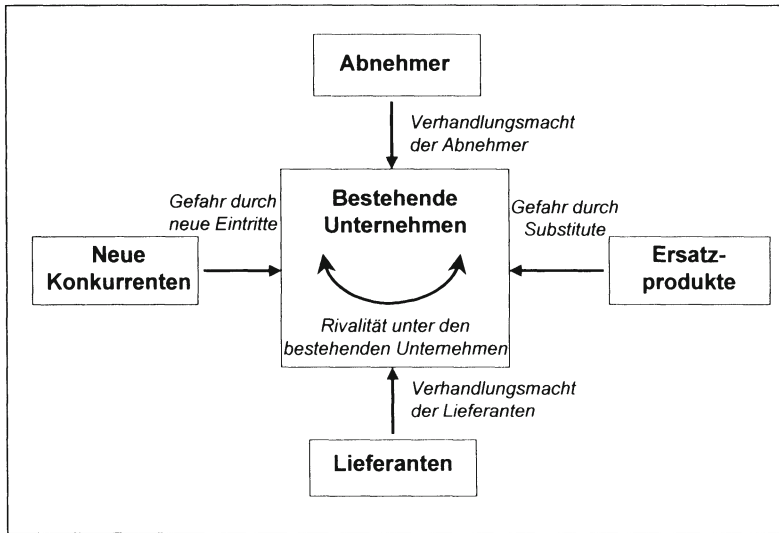 Abnehmer
Verhandlungsmacht
der Abnehmer
Bestehende
Unternehmen
Gefahr durch
neue Eintritte
Gefahr durch
Substitute
Neue
Konkurrenten
Ersatz-
produkte
Rivalität unter den
bestehenden Unternehmen
Verhandlungsmacht
der Lieferanten
Lieferanten